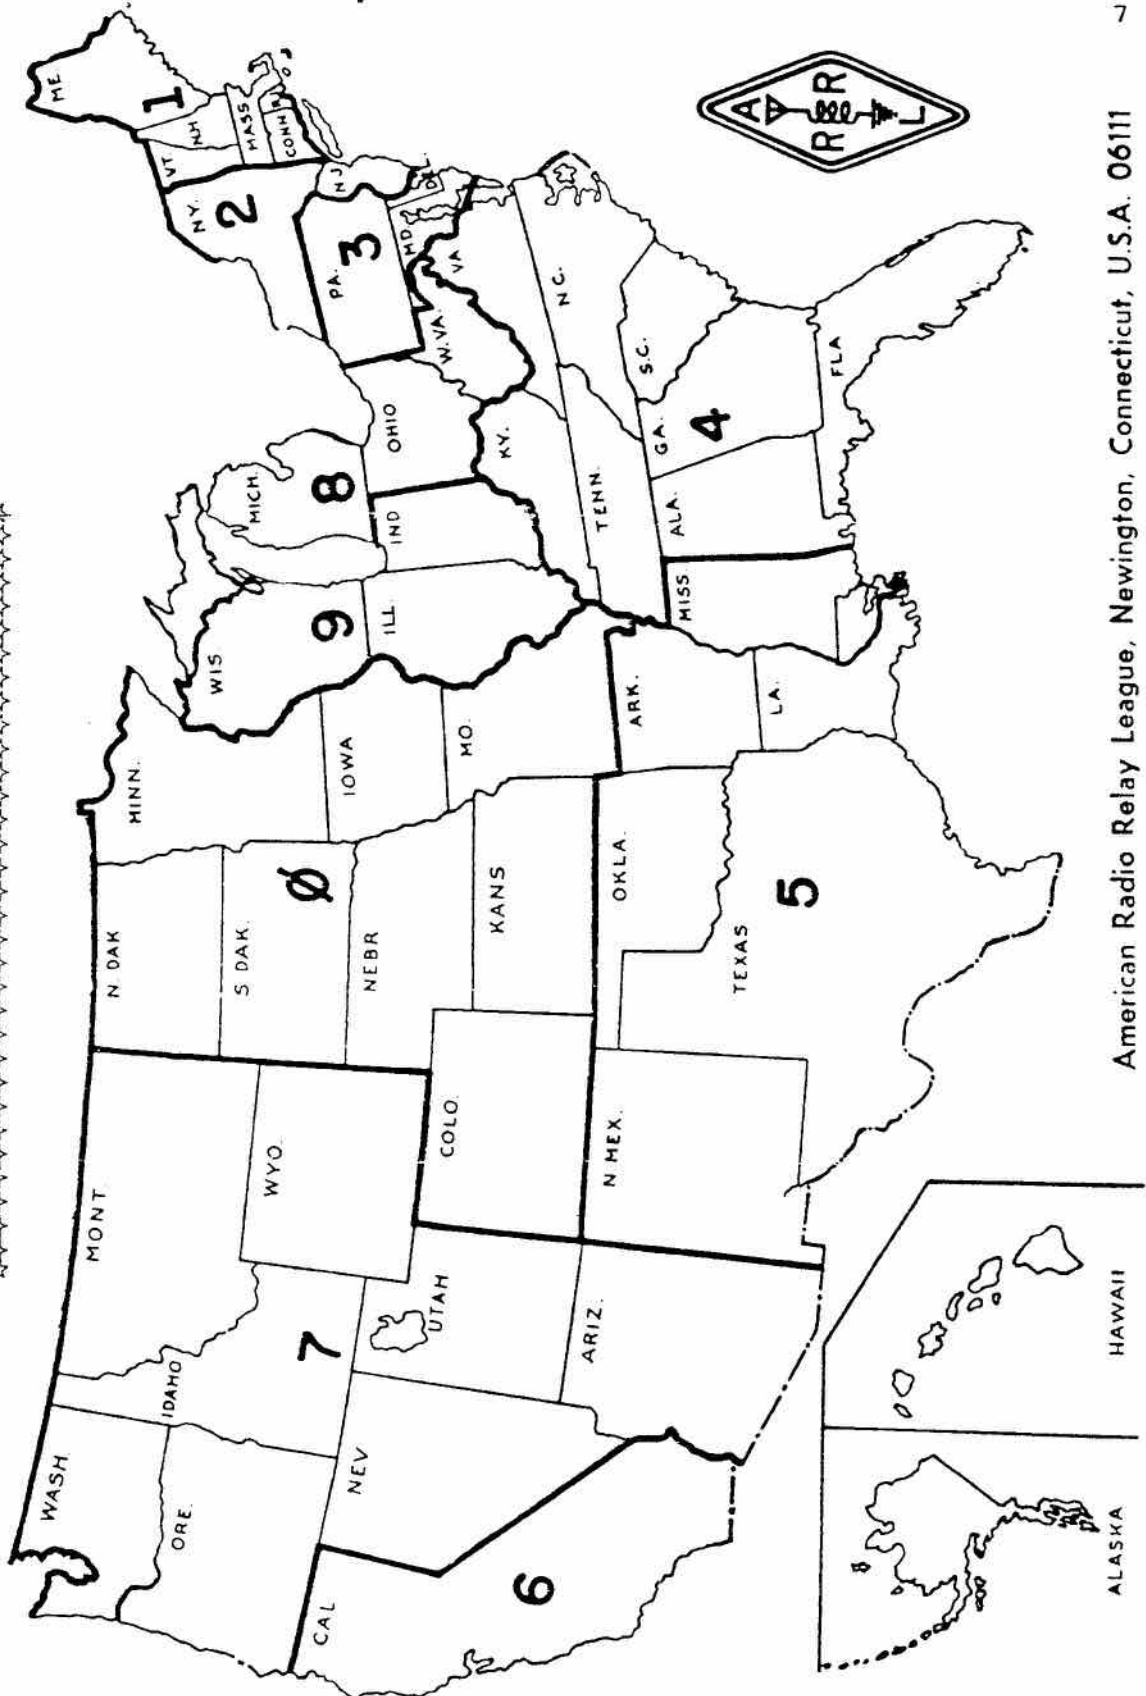 WASH.
ORE.
CAL
NEV
IDAHO
MONT
WYO.
UTAH
ARIZ.
COLO.
N MEX.
N. DAK
S DAK.
NEBR
KANS
OKLA.
TEXAS
MINN.
IOWA
MO.
ARK.
LA.
WIS
ILL.
IND
MICH.
OHIO
KY.
TENN.
MISS.
ALA.
GA.
FLA
S.C.
N C.
VA
W.VA.
PA.
MD.
DEL.
NJ
NY.
VT.
NH
MASS
CONN
RI
ME.
1
2
3
4
5
6
7
8
9
Ø
A
R R
L
ALASKA
HAWAII
American Radio Relay League, Newington, Connecticut, U.S.A. 06111
7